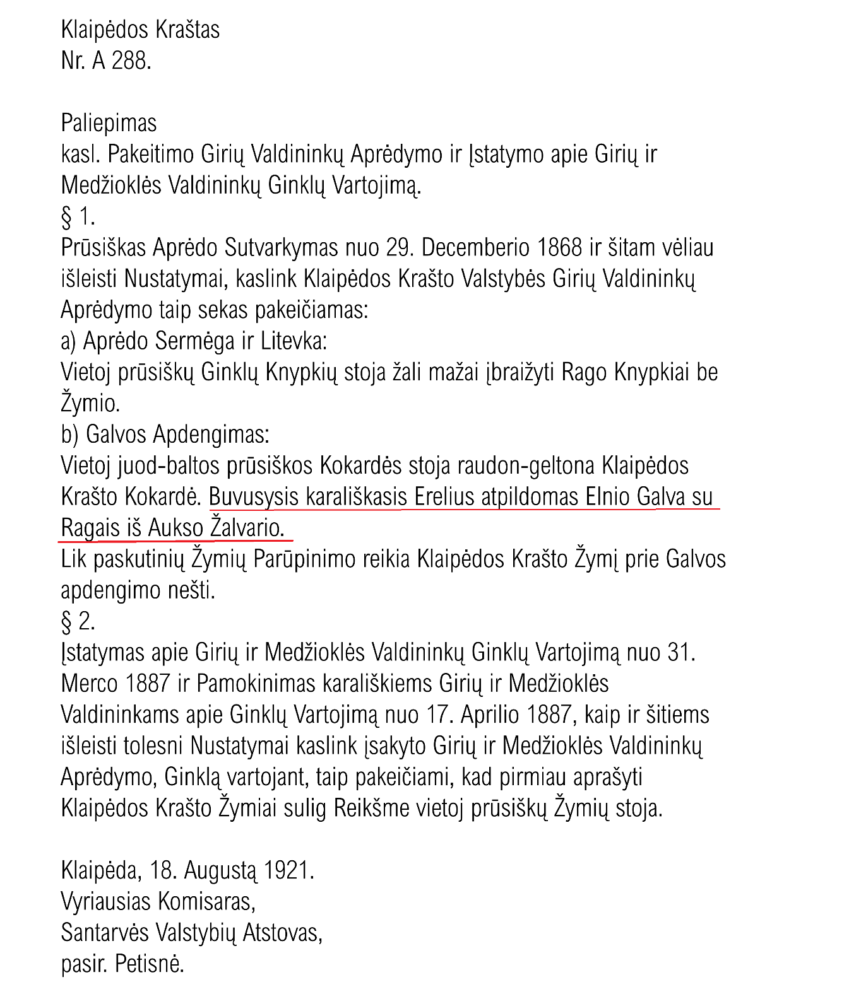 Klaipėdos Kraštas
Nr. A 288.
Paliepimas
kasl. Pakeitimo Girių Valdininkų Aprėdymo ir Įstatymo apie Girių ir
Medžioklės Valdininkų Ginklų Vartojimą.
§ 1.
Prūsiškas Aprėdo Sutvarkymas nuo 29. Decemberio 1868 ir šitam vėliau
išleisti Nustatymai, kaslink Klaipėdos Krašto Valstybės Girių Valdininkų
Aprėdymo taip sekas pakeičiamas:
a) Aprėdo Sermėga ir Litevka:
Vietoj prūsiškų Ginklų Knypkių stoja žali mažai įbraižyti Rago Knypkiai be
Žymio.
b) Galvos Apdengimas:
Vietoj juod-baltos prūsiškos Kokardės stoja raudon-geltona Klaipėdos
Krašto Kokardė. Buvusysis karališkasis Erelius atpildomas Elnio Galva su
Ragais iš Aukso Žalvario.
Lik paskutinių Žymių Parūpinimo reikia Klaipėdos Krašto Žymį prie Galvos
apdengimo nešti.
§ 2.
Įstatymas apie Girių ir Medžioklės Valdininkų Ginklų Vartojimą nuo 31.
Merco 1887 ir Pamokinimas karališkiems Girių ir Medžioklės
Valdininkams apie Ginklų Vartojimą nuo 17. Aprilio 1887, kaip ir šitiems
išleisti tolesni Nustatymai kaslink įsakyto Girių ir Medžioklės Valdininkų
Aprėdymo, Ginklą vartojant, taip pakeičiami, kad pirmiau aprašyti
Klaipėdos Krašto Žymiai sulig Reikšme vietoj prūsiškų Žymių stoja.
Klaipėda, 18. Augustą 1921.
Vyriausias Komisaras,
Santarvės Valstybių Atstovas,
pasir. Petisnė.